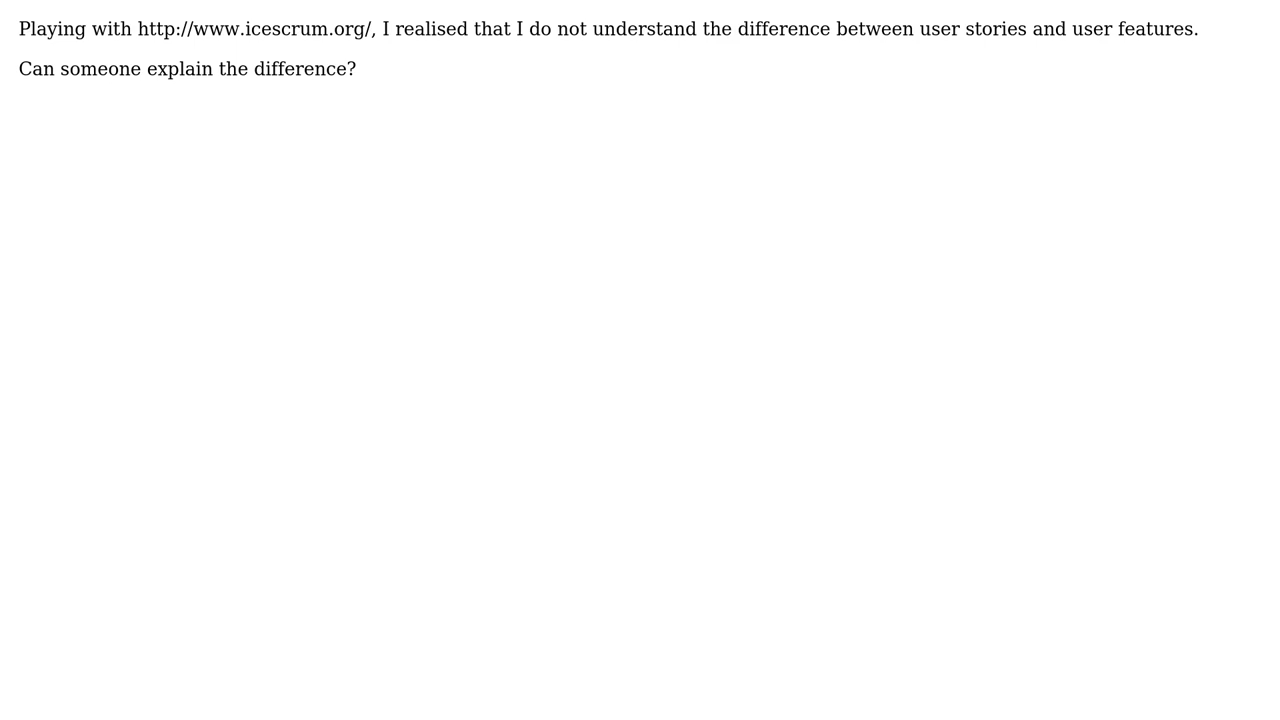 Playing with http://www.icescrum.org/, I realised that I do not understand the difference between user stories and user features.
Can someone explain the difference?